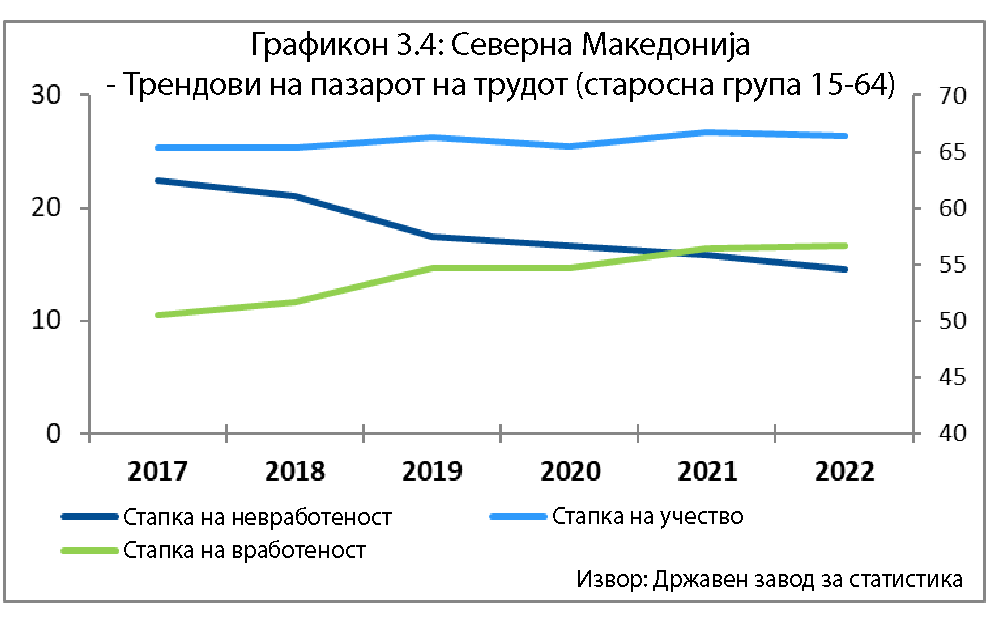 Графикон 3.4: Северна Македонија
- Трендови на пазарот на трудот (старосна група 15-64)
30
20
10
0
70
65
60
55
50
45
40
2017 2018 2019 2020 2021 2022
Стапка на невработеност
Стапка на учество
Стапка на вработеност
Извор: Државен завод за статистика